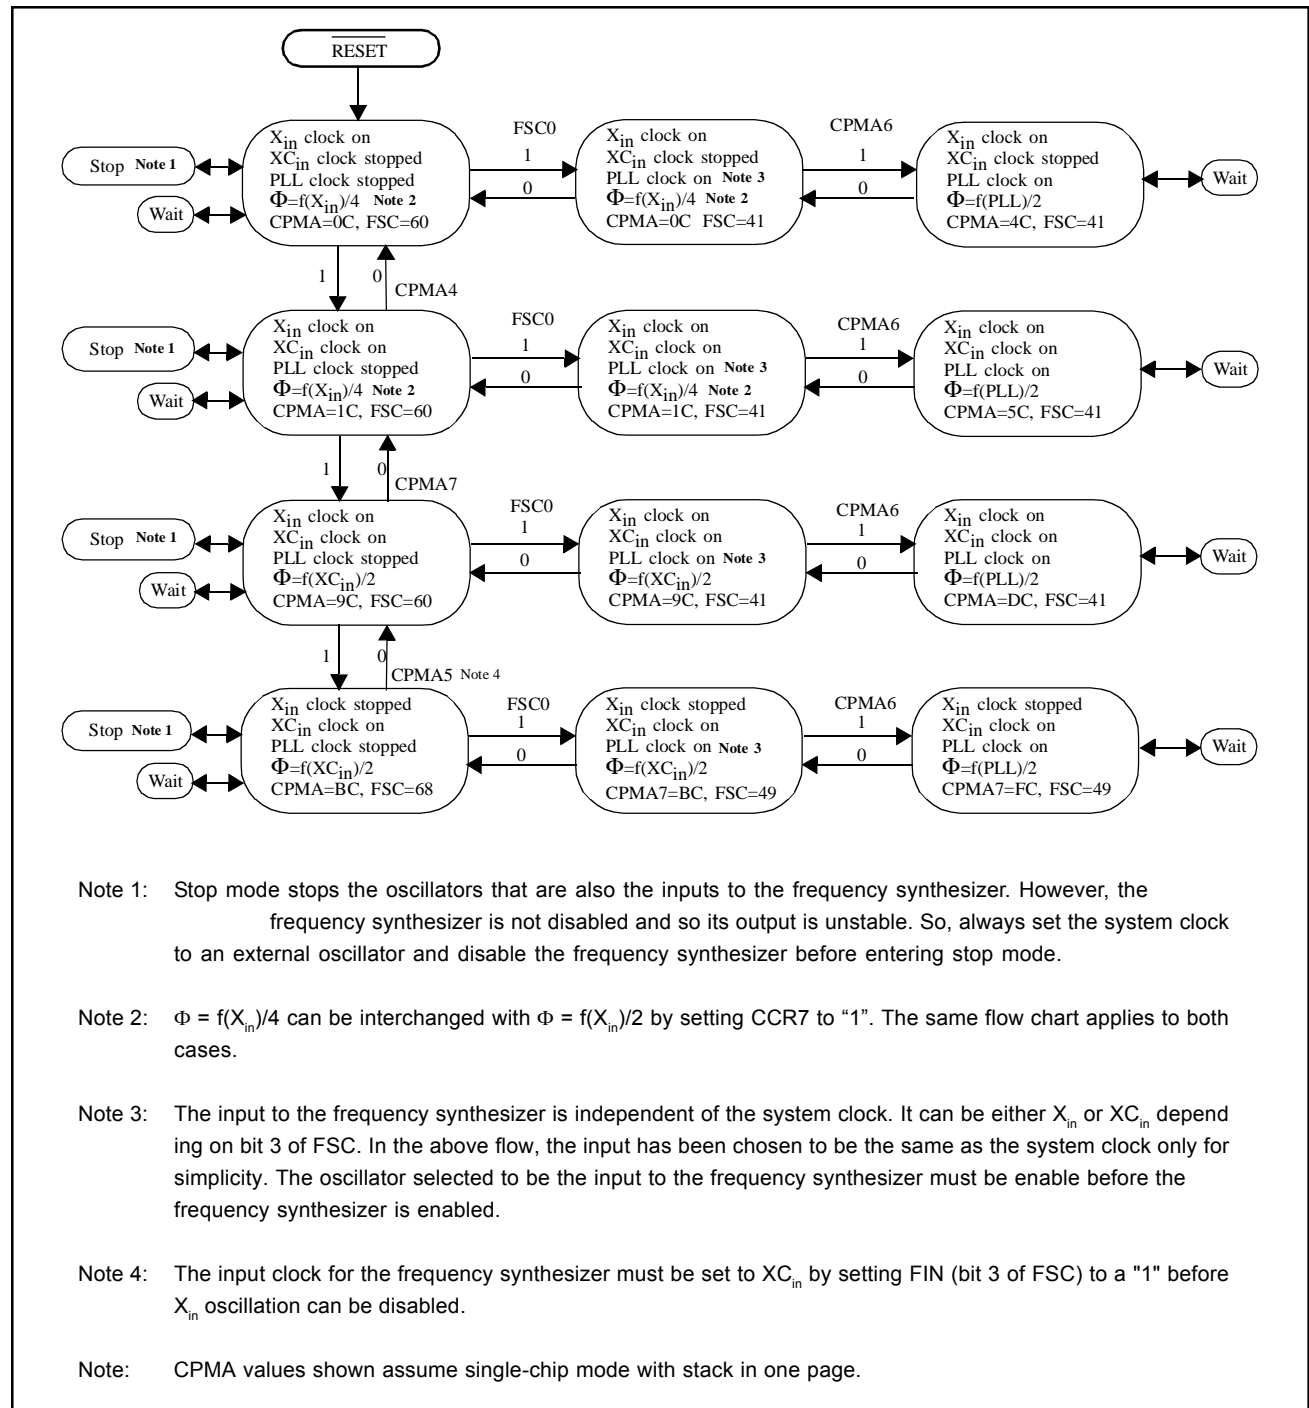 RESET
FSC0
CPMA6
Stop Note 1
Wait
Xin clock on
XCin clock stopped
PLL clock stopped
Φ=f(Xin)/4 Note 2
CPMA=0C, FSC=60
1
0
Xin clock on
XCin clock stopped
PLL clock on Note 3
Φ=f(Xin)/4 Note 2
CPMA=0C FSC=41
1
0
Xin clock on
XCin clock stopped
PLL clock on
Φ=f(PLL)/2
CPMA=4C, FSC=41
Wait
1
0
CPMA4
FSC0
CPMA6
Stop Note 1
Wait
Xin clock on
XCin clock on
PLL clock stopped
Φ=f(Xin)/4 Note 2
CPMA=1C, FSC=60
1
0
Xin clock on
XCin clock on
PLL clock on Note 3
Φ=f(Xin)/4 Note 2
CPMA=1C, FSC=41
1
0
Xin clock on
XCin clock on
PLL clock on
Φ=f(PLL)/2
CPMA=5C, FSC=41
Wait
1
0
CPMA7
FSC0
CPMA6
Stop Note 1
Wait
Xin clock on
XCin clock on
PLL clock stopped
Φ=f(XCin)/2
CPMA=9C, FSC=60
1
0
Xin clock on
XCin clock on
PLL clock on Note 3
Φ=f(XCin)/2
CPMA=9C, FSC=41
1
0
Xin clock on
XCin clock on
PLL clock on
Φ=f(PLL)/2
CPMA=DC, FSC=41
Wait
1
0
CPMA5 Note 4
FSC0
CPMA6
Stop Note 1
Wait
Xin clock stopped
XCin clock on
PLL clock stopped
Φ=f(XCin)/2
CPMA=BC, FSC=68
1
0
Xin clock stopped
XCin clock on
PLL clock on Note 3
Φ=f(XCin)/2
CPMA7=BC, FSC=49
1
0
Xin clock stopped
XCin clock on
PLL clock on
Φ=f(PLL)/2
CPMA7=FC, FSC=49
Wait
Note 1: Stop mode stops the oscillators that are also the inputs to the frequency synthesizer. However, the
frequency synthesizer is not disabled and so its output is unstable. So, always set the system clock
to an external oscillator and disable the frequency synthesizer before entering stop mode.
Note 2: Φ = f(Xin)/4 can be interchanged with Φ = f(Xin)/2 by setting CCR7 to “1”. The same flow chart applies to both
cases.
Note 3: The input to the frequency synthesizer is independent of the system clock. It can be either Xin or XCin depend
ing on bit 3 of FSC. In the above flow, the input has been chosen to be the same as the system clock only for
simplicity. The oscillator selected to be the input to the frequency synthesizer must be enable before the
frequency synthesizer is enabled.
Note 4: The input clock for the frequency synthesizer must be set to XCin by setting FIN (bit 3 of FSC) to a "1" before
Xin oscillation can be disabled.
Note: CPMA values shown assume single-chip mode with stack in one page.